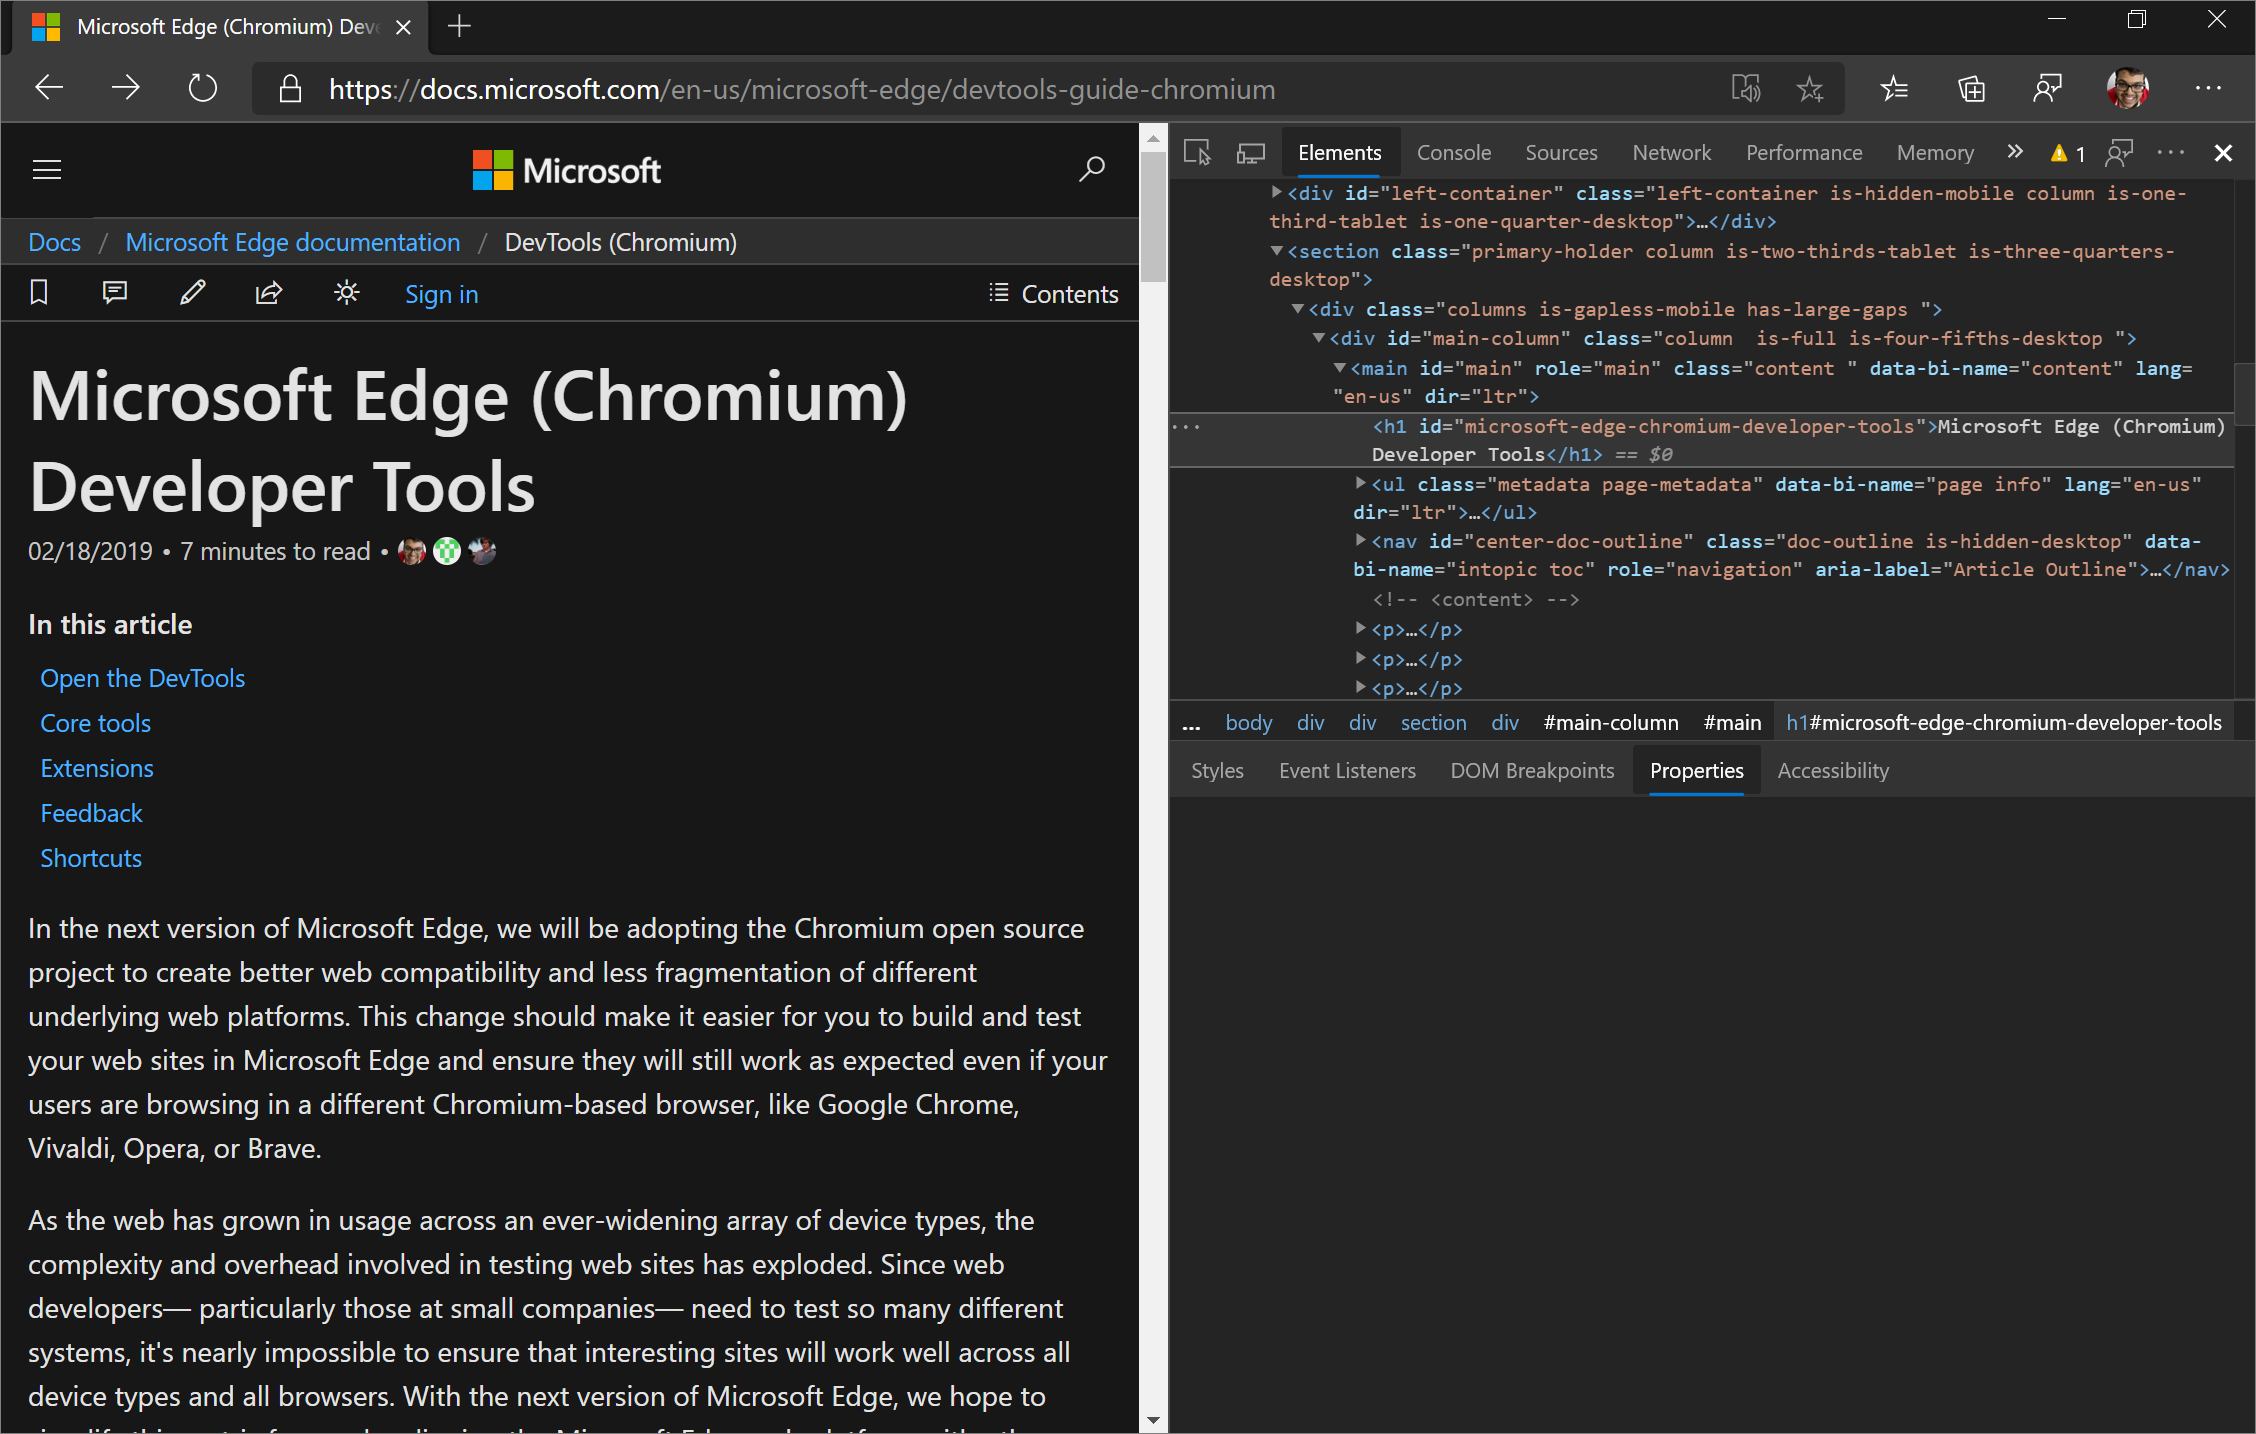 Microsoft Edge (Chromium) Dev
https://docs.microsoft.com/en-us/microsoft-edge/devtools-guide-chromium
Microsoft
Docs / Microsoft Edge documentation / DevTools (Chromium)
Sign in
Contents
Microsoft Edge (Chromium)
Developer Tools
02/18/2019 • 7 minutes to read •
In this article
Open the DevTools
Core tools
Extensions
Feedback
Shortcuts
In the next version of Microsoft Edge, we will be adopting the Chromium open source
project to create better web compatibility and less fragmentation of different
underlying web platforms. This change should make it easier for you to build and test
your web sites in Microsoft Edge and ensure they will still work as expected even if your
users are browsing in a different Chromium-based browser, like Google Chrome,
Vivaldi, Opera, or Brave.
As the web has grown in usage across an ever-widening array of device types, the
complexity and overhead involved in testing web sites has exploded. Since web
developers— particularly those at small companies— need to test so many different
systems, it's nearly impossible to ensure that interesting sites will work well across all
device types and all browsers. With the next version of Microsoft Edge, we hope to
Elements Console Sources Network Performance Memory 1
<div id="left-container" class="left-container is-hidden-mobile column is-one-
third-tablet is-one-quarter-desktop">…</div>
<section class="primary-holder column is-two-thirds-tablet is-three-quarters-
desktop">
<div class="columns is-gapless-mobile has-large-gaps ">
<div id="main-column" class="column  is-full is-four-fifths-desktop ">
<main id="main" role="main" class="content " data-bi-name="content" lang=
"en-us" dir="ltr">
<h1 id="microsoft-edge-chromium-developer-tools">Microsoft Edge (Chromium)
Developer Tools</h1> == $0
<ul class="metadata page-metadata" data-bi-name="page info" lang="en-us"
dir="ltr">…</ul>
<nav id="center-doc-outline" class="doc-outline is-hidden-desktop" data-
bi-name="intopic toc" role="navigation" aria-label="Article Outline">…</nav>
<!-- <content> -->
<p>…</p>
<p>…</p>
<p>…</p>
... body div div section div #main-column #main h1#microsoft-edge-chromium-developer-tools
Styles Event Listeners DOM Breakpoints Properties Accessibility